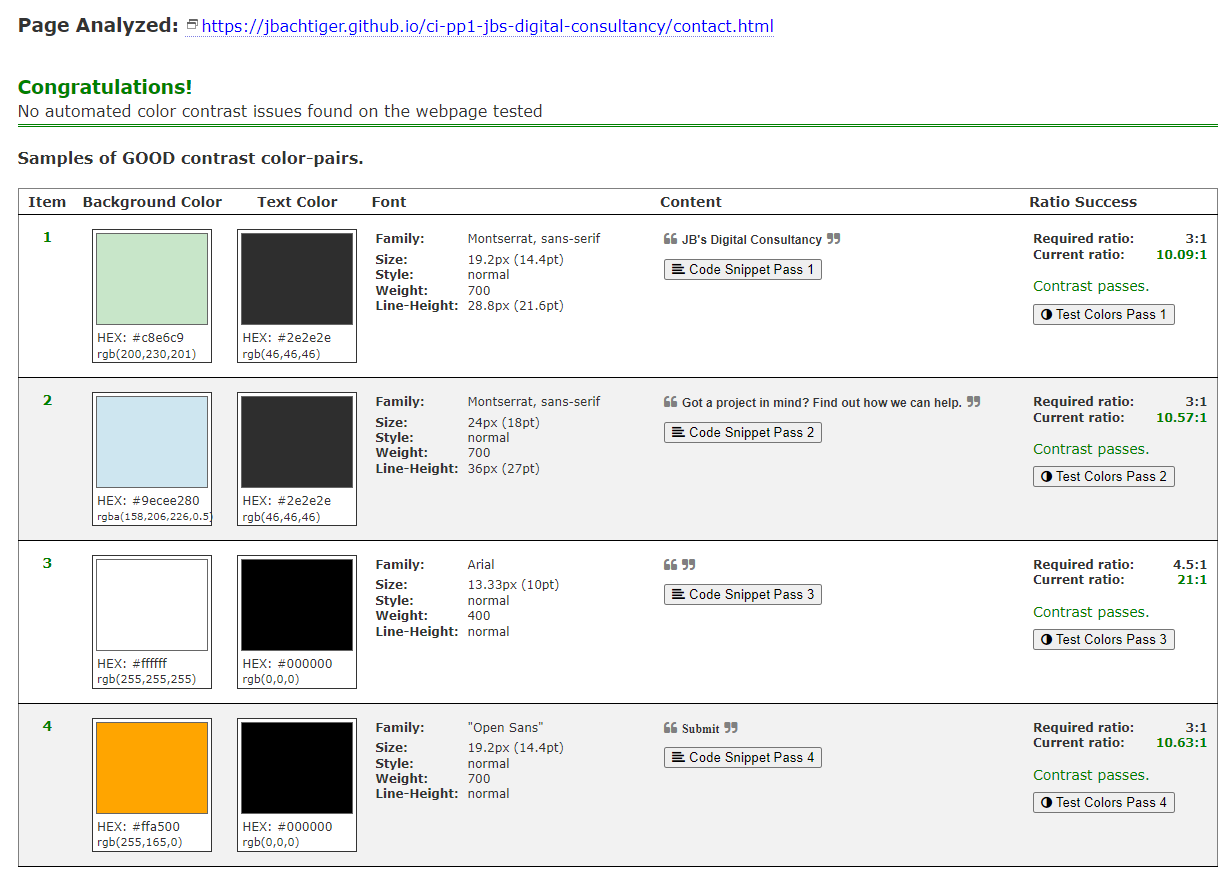 Page Analyzed: https://jbachtiger.github.io/ci-pp1-jbs-digital-consultancy/contact.html
Congratulations!
No automated color contrast issues found on the webpage tested
Samples of GOOD contrast color-pairs.
Item Background Color Text Color Font Content Ratio Success
1
HEX: #c8e6c9
rgb(200,230,201)
HEX: #2e2e2e
rgb(46,46,46)
Family: Montserrat, sans-serif
Size: 19.2px (14.4pt)
Style: normal
Weight: 700
Line-Height: 28.8px (21.6pt)
❝ JB's Digital Consultancy ❞
Code Snippet Pass 1
Required ratio: 3:1
Current ratio: 10.09:1
Contrast passes.
Test Colors Pass 1
2
HEX: #9ecee280
rgba(158,206,226,0.5)
HEX: #2e2e2e
rgb(46,46,46)
Family: Montserrat, sans-serif
Size: 24px (18pt)
Style: normal
Weight: 700
Line-Height: 36px (27pt)
❝ Got a project in mind? Find out how we can help. ❞
Code Snippet Pass 2
Required ratio: 3:1
Current ratio: 10.57:1
Contrast passes.
Test Colors Pass 2
3
HEX: #ffffff
rgb(255,255,255)
HEX: #000000
rgb(0,0,0)
Family: Arial
Size: 13.33px (10pt)
Style: normal
Weight: 400
Line-Height: normal
❝ ❞
Code Snippet Pass 3
Required ratio: 4.5:1
Current ratio: 21:1
Contrast passes.
Test Colors Pass 3
4
HEX: #ffa500
rgb(255,165,0)
HEX: #000000
rgb(0,0,0)
Family: "Open Sans"
Size: 19.2px (14.4pt)
Style: normal
Weight: 700
Line-Height: normal
❝ Submit ❞
Code Snippet Pass 4
Required ratio: 3:1
Current ratio: 10.63:1
Contrast passes.
Test Colors Pass 4